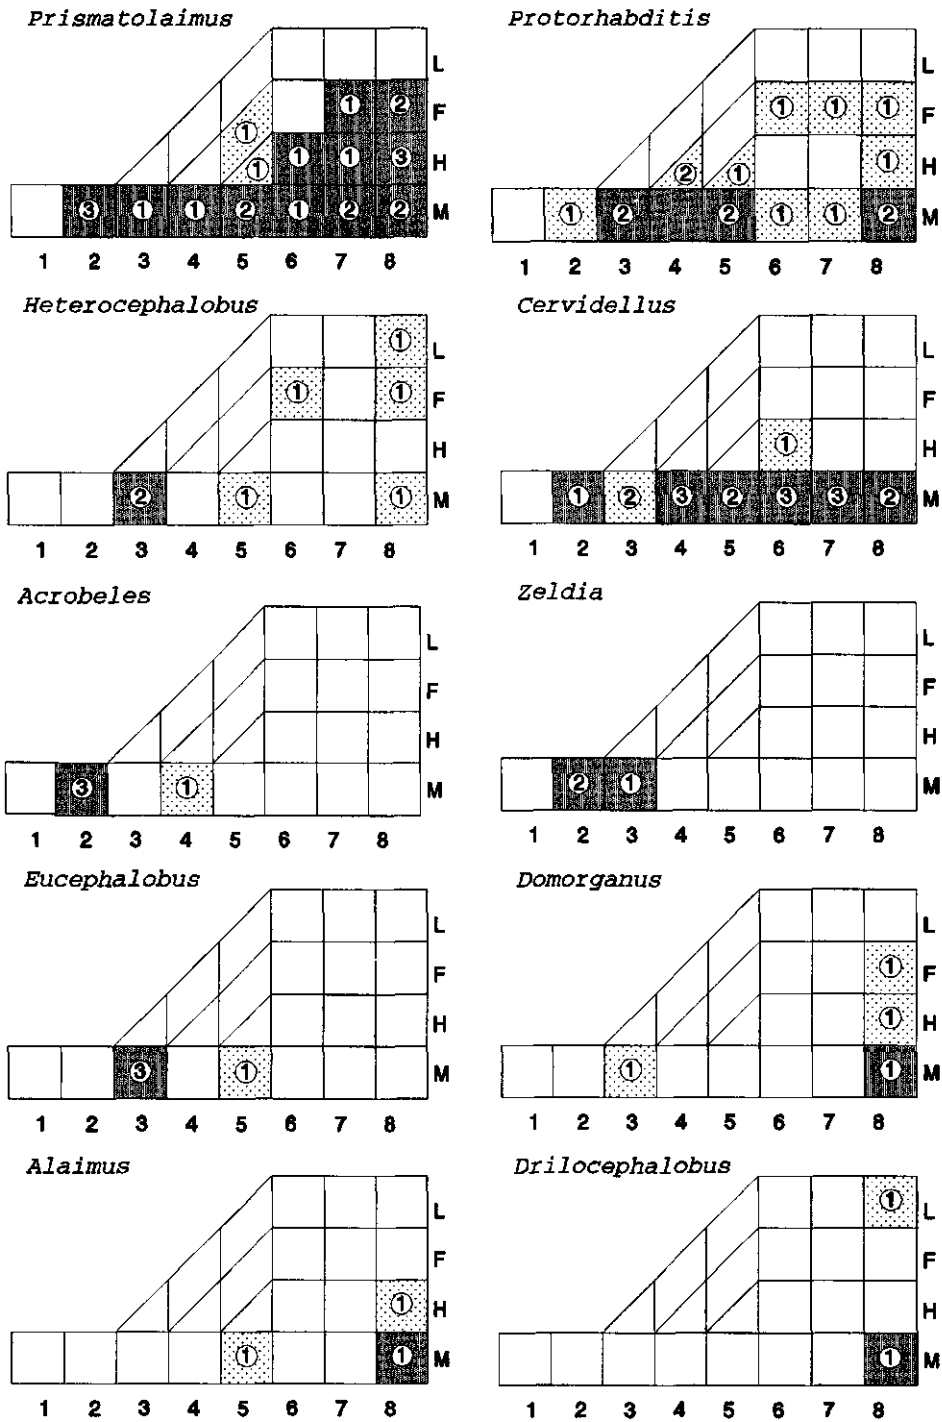 Prismatolaimus
L
1 2 F
1
1 1 1 3 H
3 1 1 2 1 2 2 M
1 2 3 4 5 6 7 8
Protorhabditis
L
1 1 1 F
2 1 1 H
1 2 2 1 1 2 M
1 2 3 4 5 6 7 8
Heterocephalobus
1 L
1 1 F
H
2 1 1 M
1 2 3 4 5 6 7 8
Cervidellus
L
F
1 H
1 2 3 2 3 3 2 M
1 2 3 4 5 6 7 8
Acrobeles
L
F
H
3 1 M
1 2 3 4 5 6 7 8
Zeldia
L
F
H
2 1 M
1 2 3 4 5 6 7 8
Eucephalobus
L
F
H
3 1 M
1 2 3 4 5 6 7 8
Domorganus
L
1 F
1 H
1 1 M
1 2 3 4 5 6 7 8
Alaimus
L
F
1 H
1 1 M
1 2 3 4 5 6 7 8
Drilocephalobus
1 L
F
H
1 M
1 2 3 4 5 6 7 8